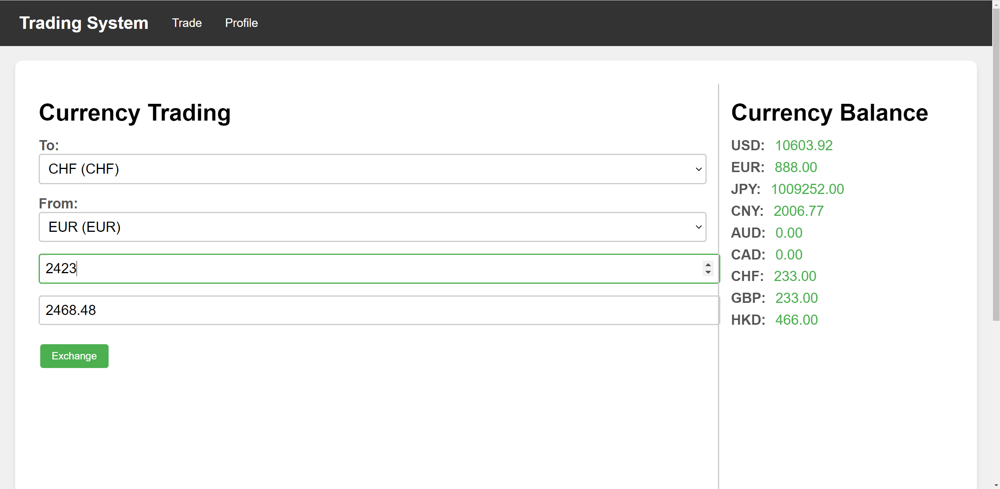 Trading System Trade Profile
Currency Trading
To:
CHF (CHF)
From:
EUR (EUR)
2423
2468.48
Exchange
Currency Balance
USD: 10603.92
EUR: 888.00
JPY: 1009252.00
CNY: 2006.77
AUD: 0.00
CAD: 0.00
CHF: 233.00
GBP: 233.00
HKD: 466.00